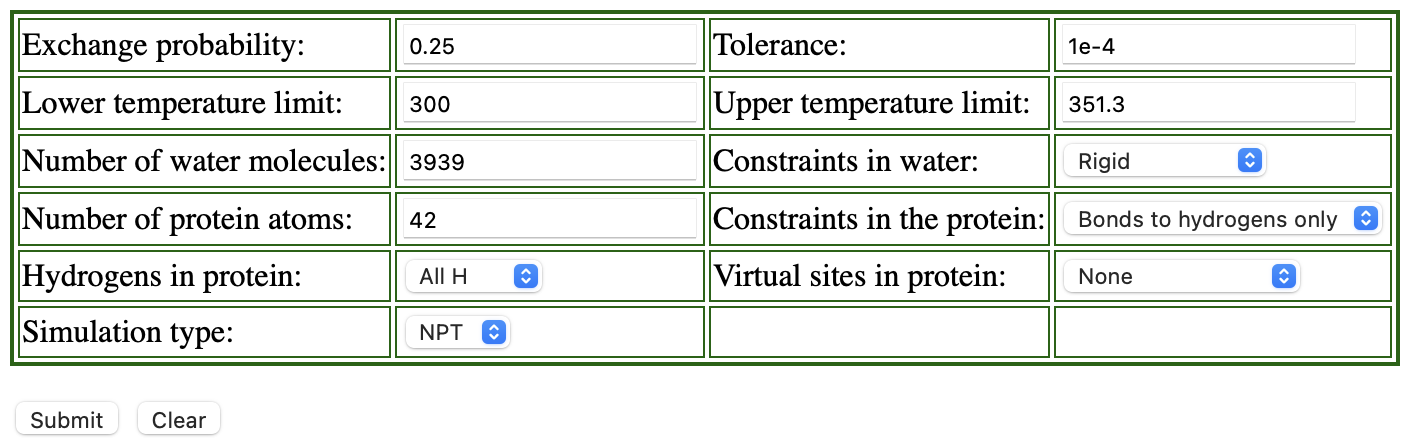 Exchange probability: 0.25 Tolerance: 1e-4
Lower temperature limit: 300 Upper temperature limit: 351.3
Number of water molecules: 3939 Constraints in water: Rigid
Number of protein atoms: 42 Constraints in the protein: Bonds to hydrogens only
Hydrogens in protein: All H Virtual sites in protein: None
Simulation type: NPT
Submit Clear